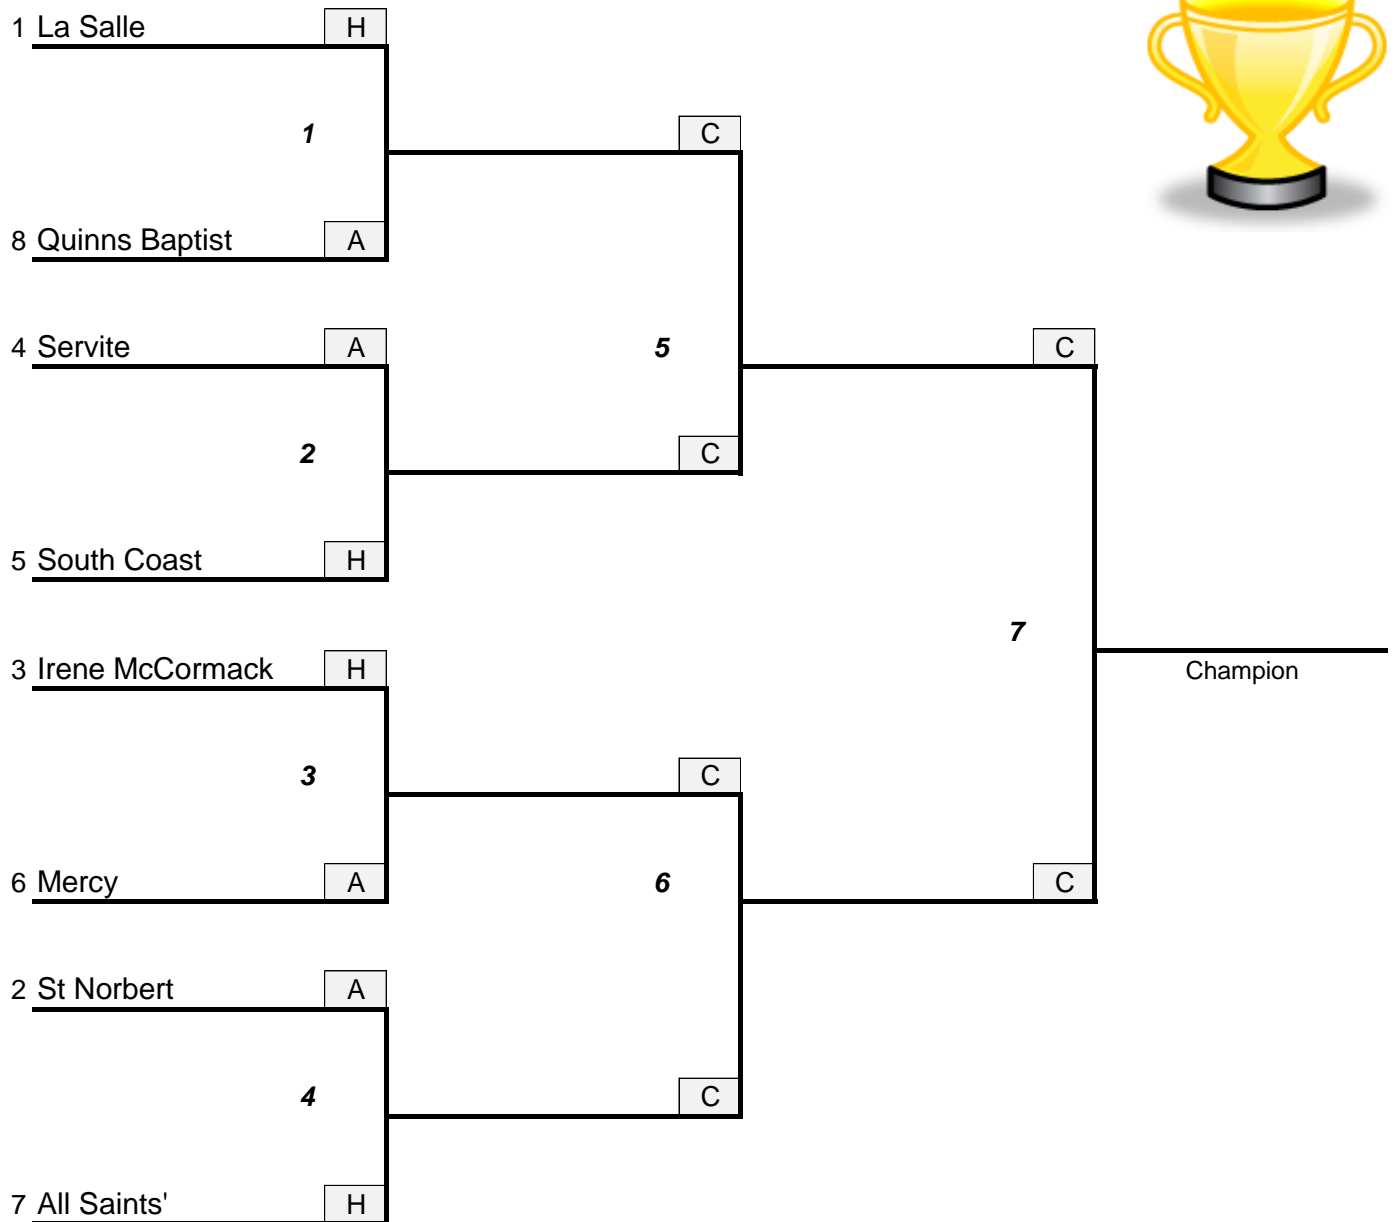 1 La Salle H
1
C
8 Quinns Baptist A
4 Servite A
5
C
2
C
5 South Coast H
7
3 Irene McCormack H
Champion
3
C
6 Mercy A
6
C
2 St Norbert A
4
C
7 All Saints' H